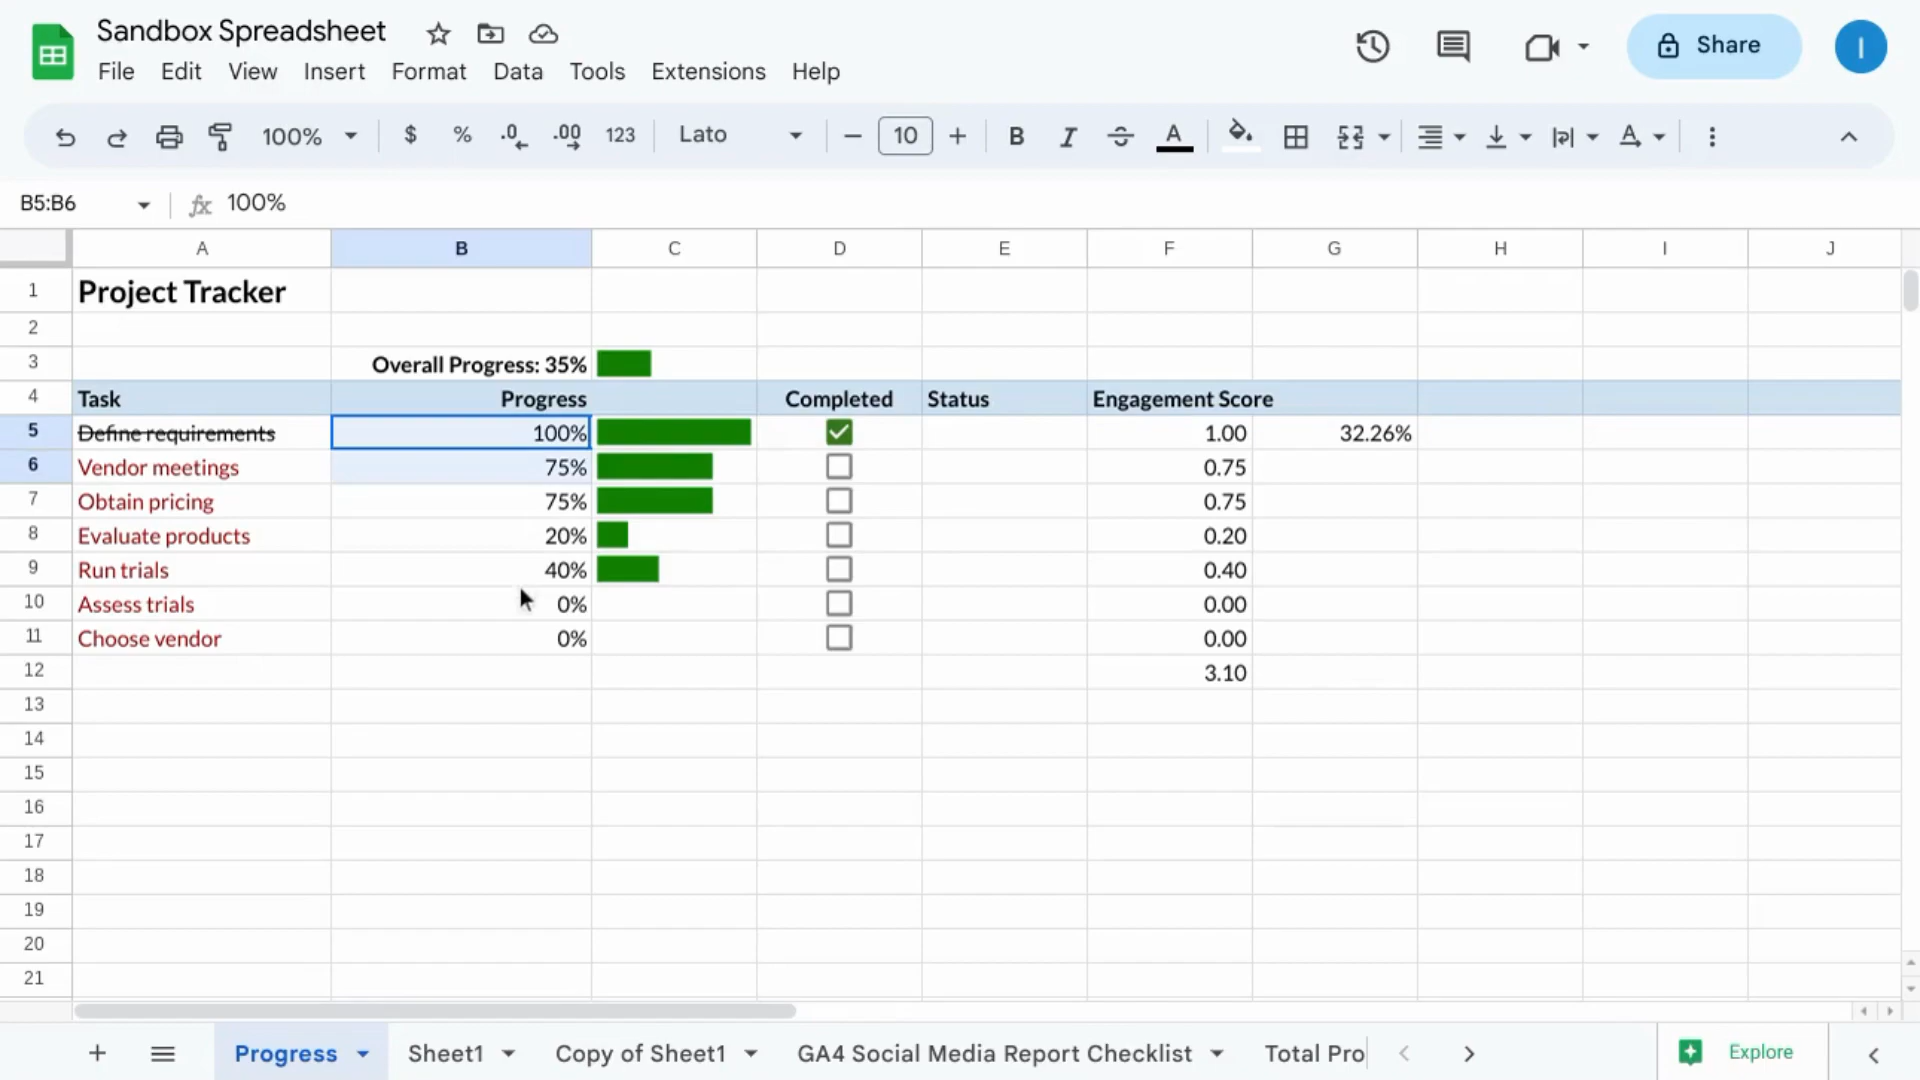 Sandbox Spreadsheet
Share
I
File Edit View Insert Format Data Tools Extensions Help
100% $ % .0 .00 123 Lato 10 B I A
B5:B6 fx 100%
A B C D E F G H I J
1 Project Tracker
2
3 Overall Progress: 35%
4 Task Progress Completed Status Engagement Score
5 Define requirements 100% 1.00 32.26%
6 Vendor meetings 75% 0.75
7 Obtain pricing 75% 0.75
8 Evaluate products 20% 0.20
9 Run trials 40% 0.40
10 Assess trials 0% 0.00
11 Choose vendor 0% 0.00
12 3.10
13
14
15
16
17
18
19
20
21
Progress Sheet1 Copy of Sheet1 GA4 Social Media Report Checklist Total Pro Explore